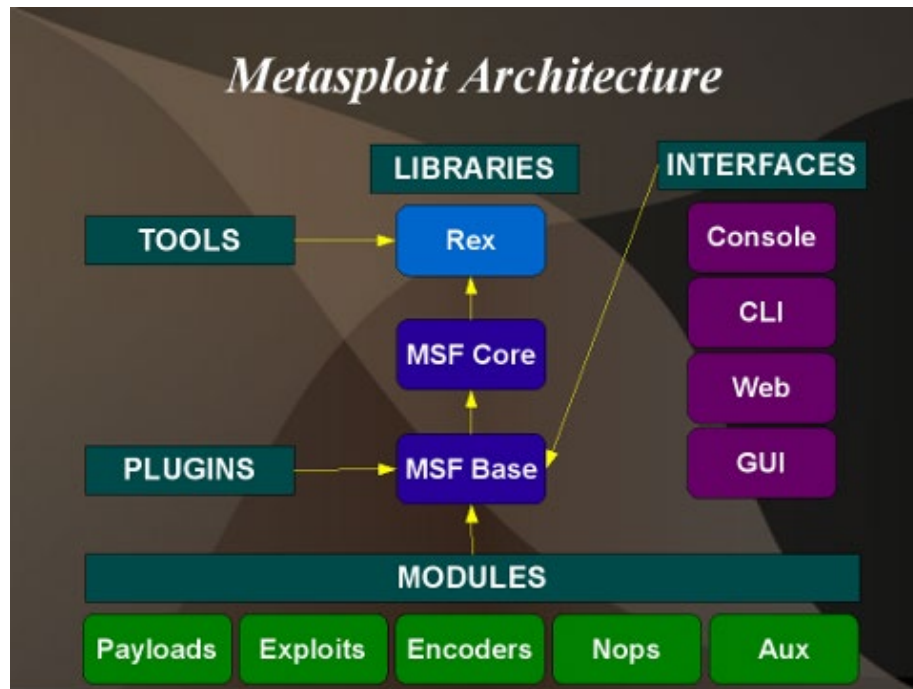 Metasploit Architecture
LIBRARIES
INTERFACES
TOOLS
Rex
Console
MSF Core
CLI
Web
PLUGINS
MSF Base
GUI
MODULES
Payloads
Exploits
Encoders
Nops
Aux